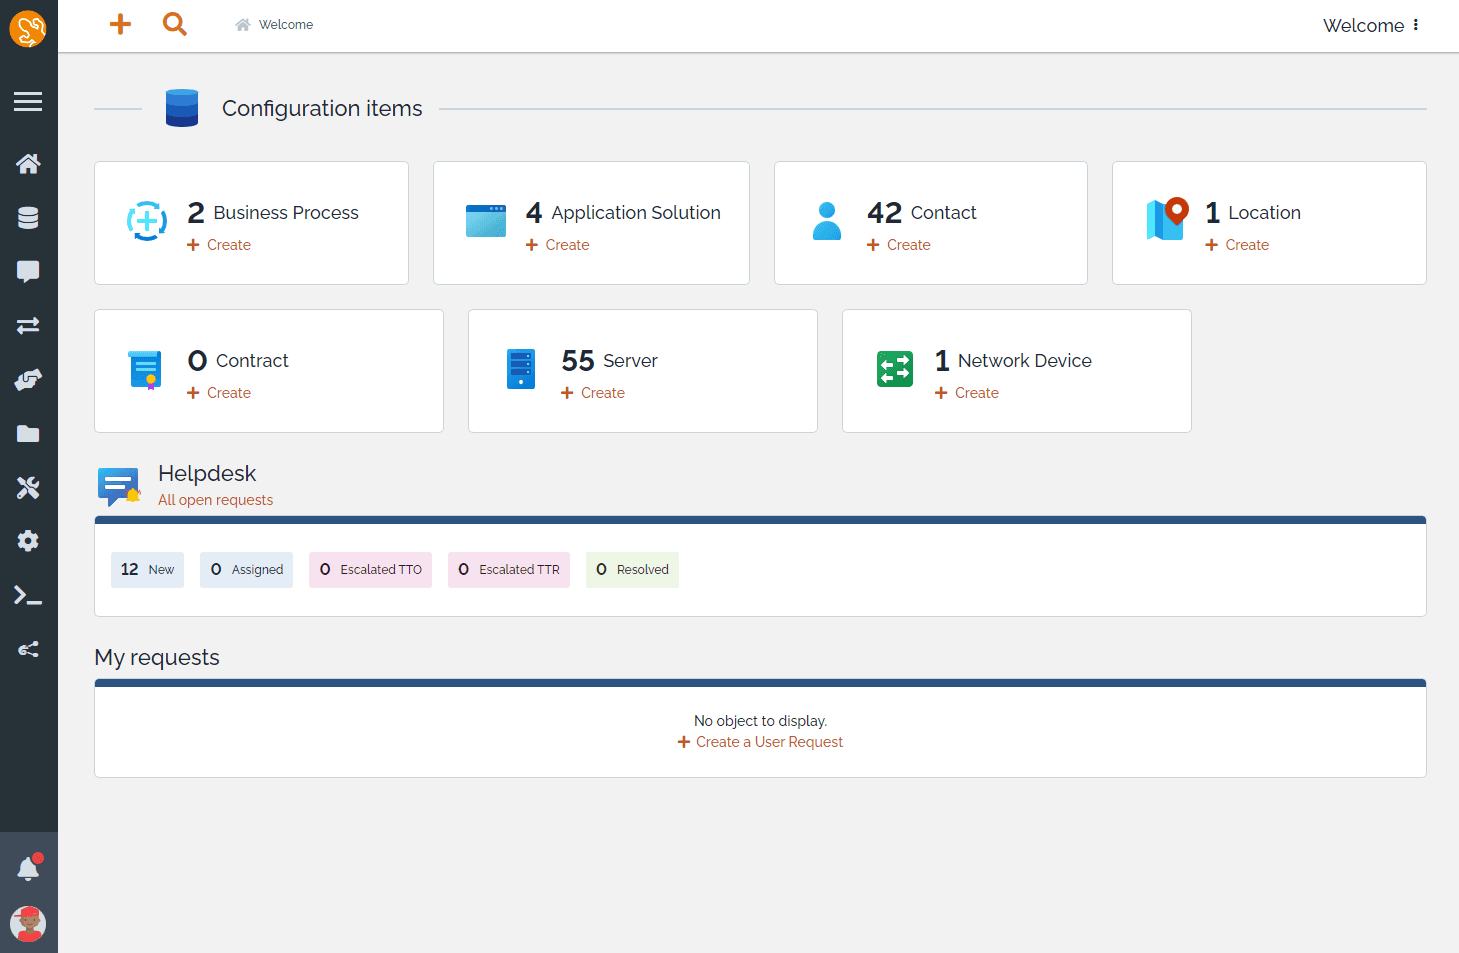 Welcome
Welcome
Configuration items
2 Business Process
Create
4 Application Solution
Create
42 Contact
Create
1 Location
Create
0 Contract
Create
55 Server
Create
1 Network Device
Create
Helpdesk
All open requests
12 New
0 Assigned
0 Escalated TTO
0 Escalated TTR
0 Resolved
My requests
No object to display.
Create a User Request